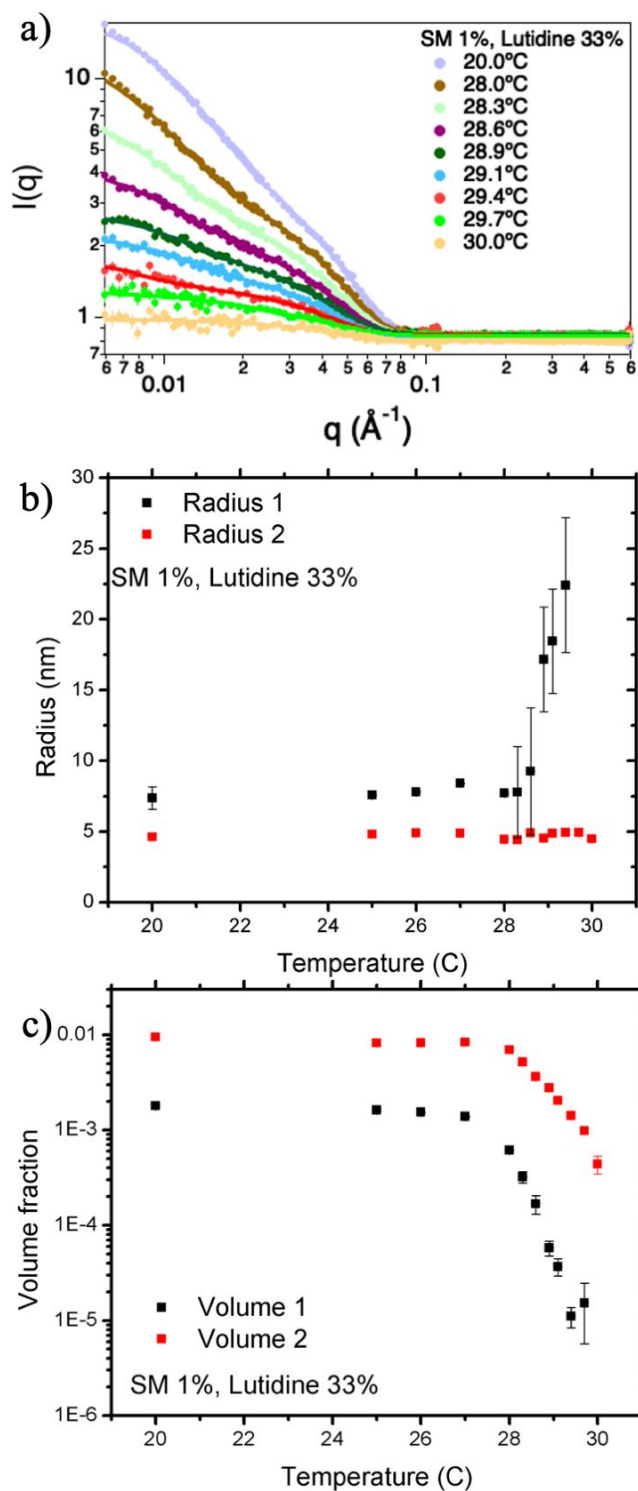 a)
SM 1%, Lutidine 33%
20.0ºC
28.0ºC
28.3ºC
28.6ºC
28.9ºC
29.1ºC
29.4ºC
29.7ºC
30.0ºC
I(q)
10
7
6
5
4
3
2
1
7
6 7 8 0.01 2 3 4 5 6 7 8 0.1 2 3 4 5 6
q (Å⁻¹)
b)
Radius 1
Radius 2
SM 1%, Lutidine 33%
Radius (nm)
30
25
20
15
10
5
0
20 22 24 26 28 30
Temperature (C)
c)
Volume fraction
0.01
1E-3
1E-4
1E-5
1E-6
Volume 1
Volume 2
SM 1%, Lutidine 33%
20 22 24 26 28 30
Temperature (C)